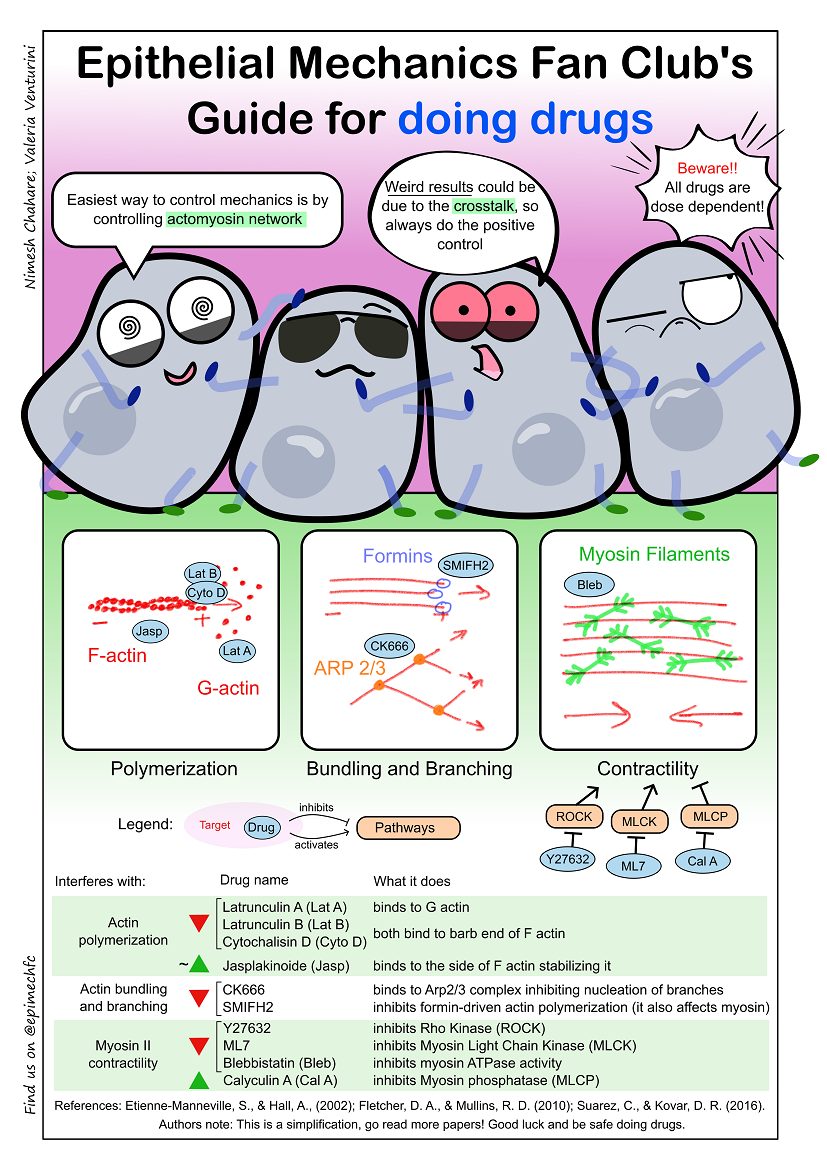 Epithelial Mechanics Fan Club's
Guide for doing drugs
Nimesh Chahare; Valeria Venturini
Easiest way to control mechanics is by
controlling actomyosin network
Weird results could be
due to the crosstalk, so
always do the positive
control
Beware!!
All drugs are
dose dependent!
Lat B
Cyto D
Jasp
Lat A
−
+
F-actin
G-actin
Polymerization
Formins
SMIFH2
CK666
ARP 2/3
Bundling and Branching
Myosin Filaments
Bleb
Contractility
ROCK
MLCK
MLCP
Y27632
ML7
Cal A
Legend:
Target
Drug
inhibits
activates
Pathways
Interferes with: Drug name What it does
Actin
polymerization
Latrunculin A (Lat A) binds to G actin
Latrunculin B (Lat B)
Cytochalisin D (Cyto D)
both bind to barb end of F actin
~ Jasplakinoide (Jasp) binds to the side of F actin stabilizing it
Actin bundling
and branching
CK666 binds to Arp2/3 complex inhibiting nucleation of branches
SMIFH2 inhibits formin-driven actin polymerization (it also affects myosin)
Myosin II
contractility
Y27632 inhibits Rho Kinase (ROCK)
ML7 inhibits Myosin Light Chain Kinase (MLCK)
Blebbistatin (Bleb) inhibits myosin ATPase activity
Calyculin A (Cal A) inhibits Myosin phosphatase (MLCP)
Find us on @epimechfc
References: Etienne-Manneville, S., & Hall, A., (2002); Fletcher, D. A., & Mullins, R. D. (2010); Suarez, C., & Kovar, D. R. (2016).
Authors note: This is a simplification, go read more papers! Good luck and be safe doing drugs.